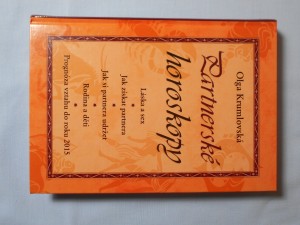 Olga Krumlovská
Partnerské
horoskopy
Láska a sex
Jak získat partnera
Jak si partnera udržet
Rodina a děti
Prognóza vztahu do roku 2015